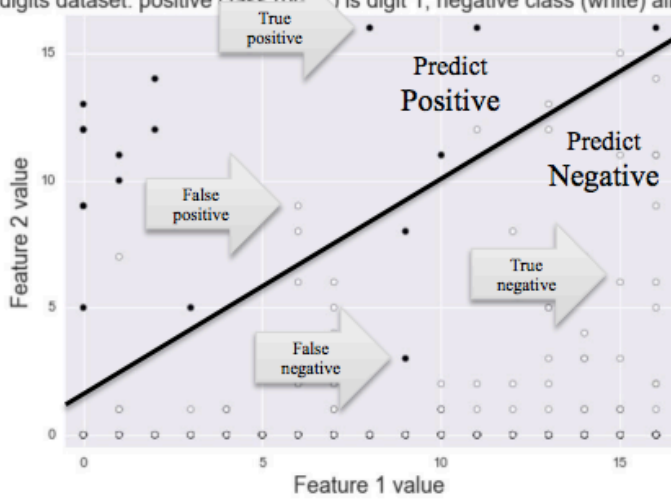 digits dataset: positive
) is digit 1, negative class (white) all
True
positive
Predict
Positive
Predict
Negative
False
positive
True
negative
False
negative
15
10
5
0
0
5
10
15
Feature 2 value
Feature 1 value